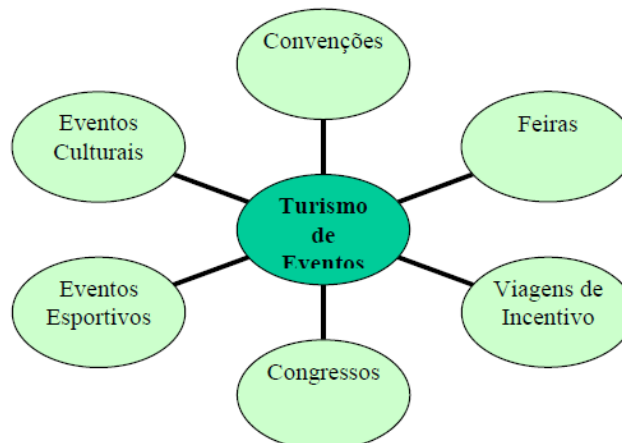 Convenções
Eventos
Culturais
Feiras
Turismo
de
Eventos
Eventos
Esportivos
Viagens de
Incentivo
Congressos